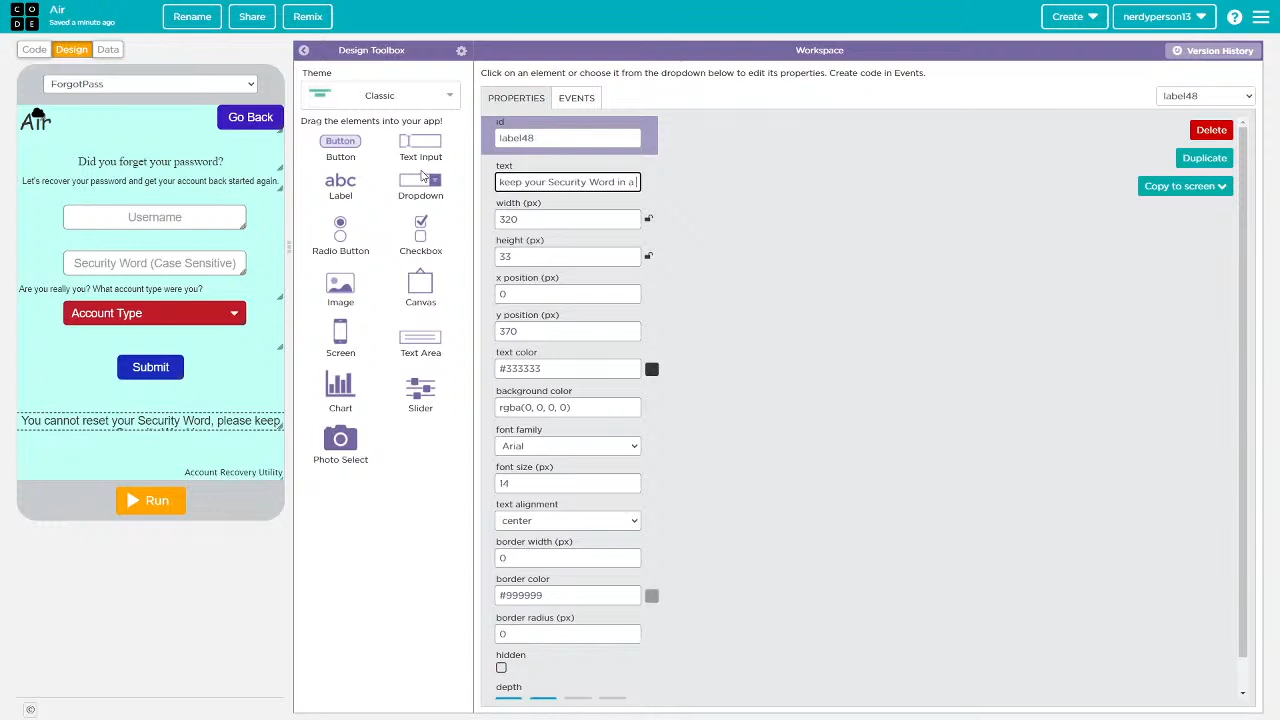 CO
DE
Air
Saved a minute ago
Rename
Share
Remix
Create
nerdyperson13
?
Code
Design
Data
Design Toolbox
Workspace
Version History
ForgotPass
Theme
Classic
Click on an element or choose it from the dropdown below to edit its properties. Create code in Events.
PROPERTIES
EVENTS
label48
Air
Go Back
Did you forget your password?
Let's recover your password and get your account back started again.
Username
Security Word (Case Sensitive)
Are you really you? What account type were you?
Account Type
Submit
You cannot reset your Security Word, please keep
Account Recovery Utility
Run
Drag the elements into your app!
Button
Button
Text Input
abc
Label
Dropdown
Radio Button
Checkbox
Image
Canvas
Screen
Text Area
Chart
Slider
Photo Select
id
label48
Delete
text
keep your Security Word in a
Duplicate
width (px)
320
Copy to screen
height (px)
33
x position (px)
0
y position (px)
370
text color
#333333
background color
rgba(0, 0, 0, 0)
font family
Arial
font size (px)
14
text alignment
center
border width (px)
0
border color
#999999
border radius (px)
0
hidden
depth
©